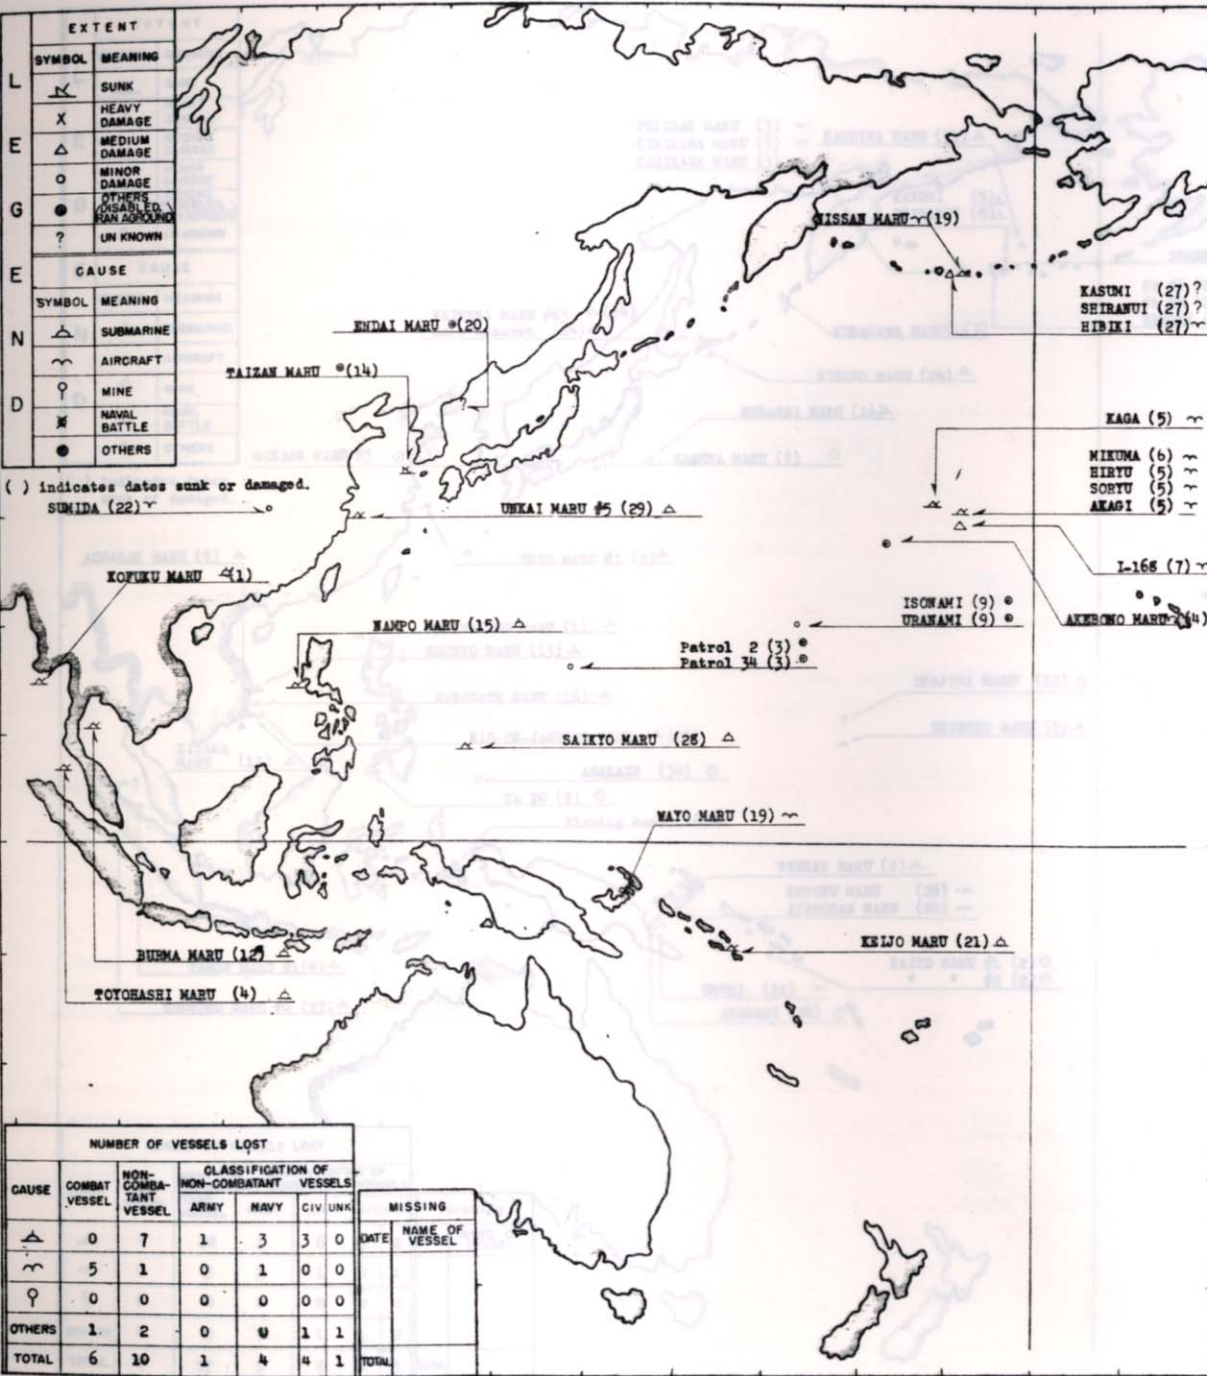 LEGEND
EXTENT
SYMBOL MEANING
SUNK
X HEAVY DAMAGE
MEDIUM DAMAGE
MINOR DAMAGE
OTHERS (DISABLED, RAN AGROUND)
? UN KNOWN
CAUSE
SYMBOL MEANING
SUBMARINE
AIRCRAFT
MINE
NAVAL BATTLE
OTHERS
( ) indicates dates sunk or damaged.
SUMIDA (22)
NISSAN MARU (19)
KASUMI (27) ?
SHIRANUI (27) ?
HIBIKI (27)
ENDAI MARU (20)
TAIZAN MARU (14)
KAGA (5)
MIKUMA (6)
HIRYU (5)
SORYU (5)
AKAGI (5)
UNKAI MARU #5 (29)
I-168 (7)
KOFUKU MARU (1)
ISONAMI (9)
URANAMI (9)
AKEBONO MARU (4)
NAMPO MARU (15)
Patrol 2 (3)
Patrol 34 (3)
SAIKYO MARU (28)
MAYO MARU (19)
KEIJO MARU (21)
BURMA MARU (12)
TOYOHASHI MARU (4)
NUMBER OF VESSELS LOST
CAUSE COMBAT VESSEL NON-COMBATANT VESSEL CLASSIFICATION OF NON-COMBATANT VESSELS
ARMY NAVY CIV UNK
0 7 1 3 3 0
5 1 0 1 0 0
0 0 0 0 0 0
OTHERS 1 2 0 0 1 1
TOTAL 6 10 1 4 4 1
MISSING
DATE NAME OF VESSEL
TOTAL